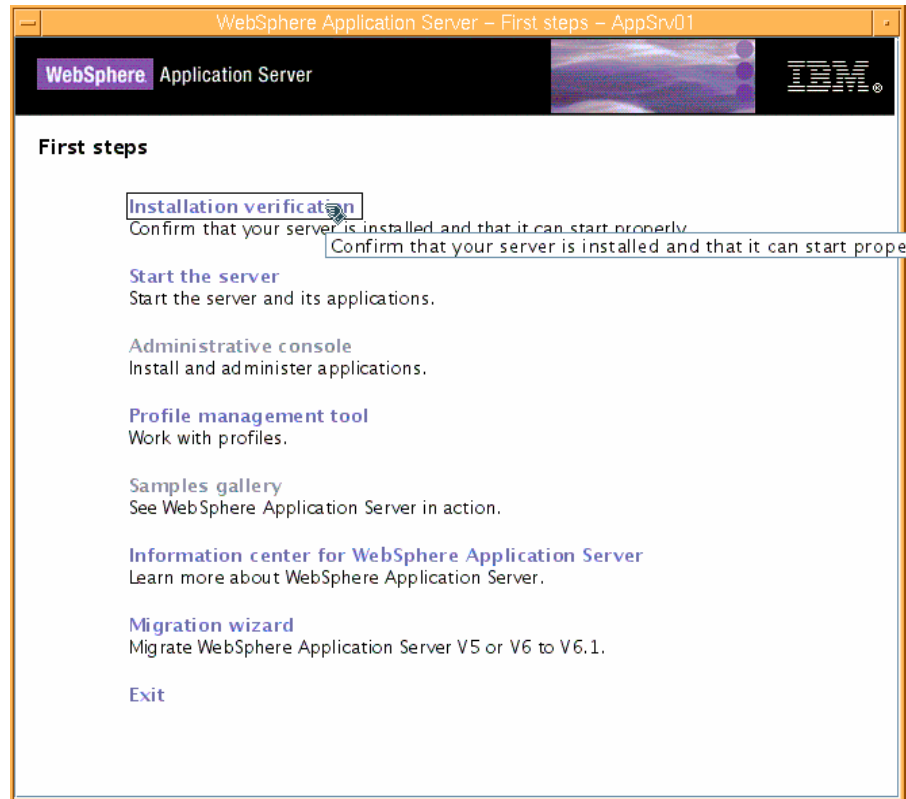 WebSphere Application Server – First steps – AppSrv01
WebSphere Application Server
IBM®
First steps
Installation verification
Confirm that your server is installed and that it can start properly
Confirm that your server is installed and that it can start prope
Start the server
Start the server and its applications.
Administrative console
Install and administer applications.
Profile management tool
Work with profiles.
Samples gallery
See WebSphere Application Server in action.
Information center for WebSphere Application Server
Learn more about WebSphere Application Server.
Migration wizard
Migrate WebSphere Application Server V5 or V6 to V6.1.
Exit